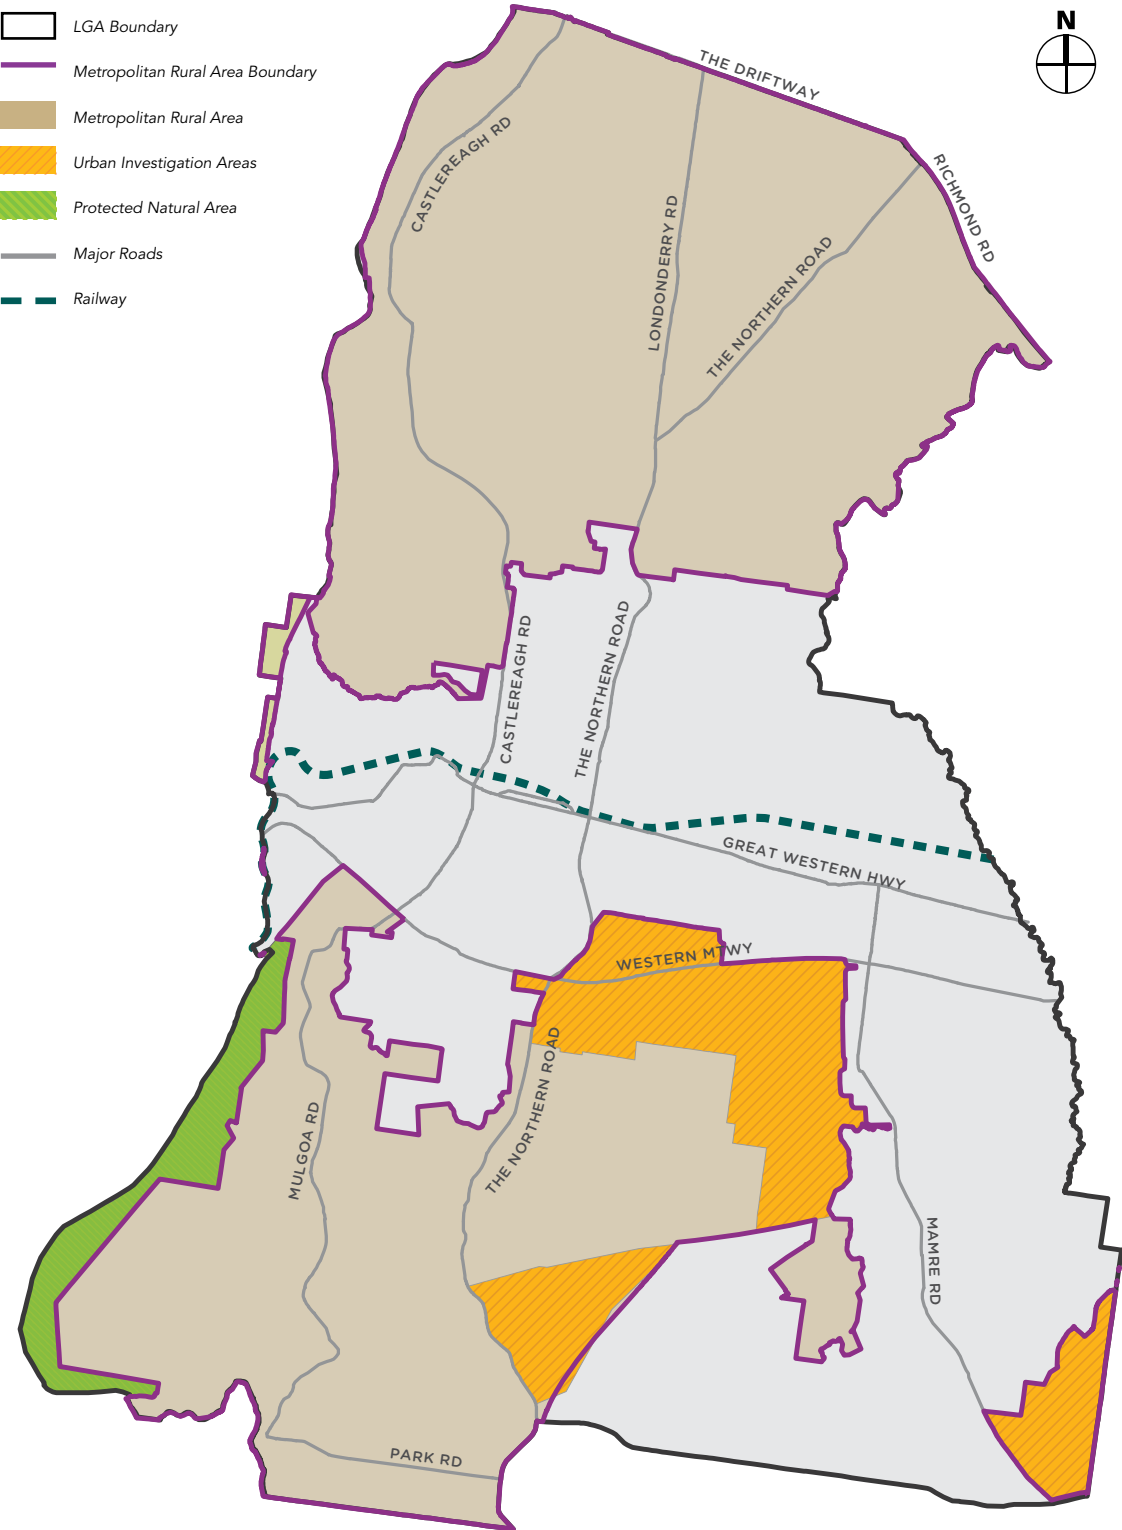 LGA Boundary
Metropolitan Rural Area Boundary
Metropolitan Rural Area
Urban Investigation Areas
Protected Natural Area
Major Roads
Railway
N
THE DRIFTWAY
CASTLEREAGH RD
RICHMOND RD
LONDONDERRY RD
THE NORTHERN ROAD
CASTLEREAGH RD
THE NORTHERN ROAD
GREAT WESTERN HWY
WESTERN MTWY
THE NORTHERN ROAD
MULGOA RD
MAMRE RD
PARK RD